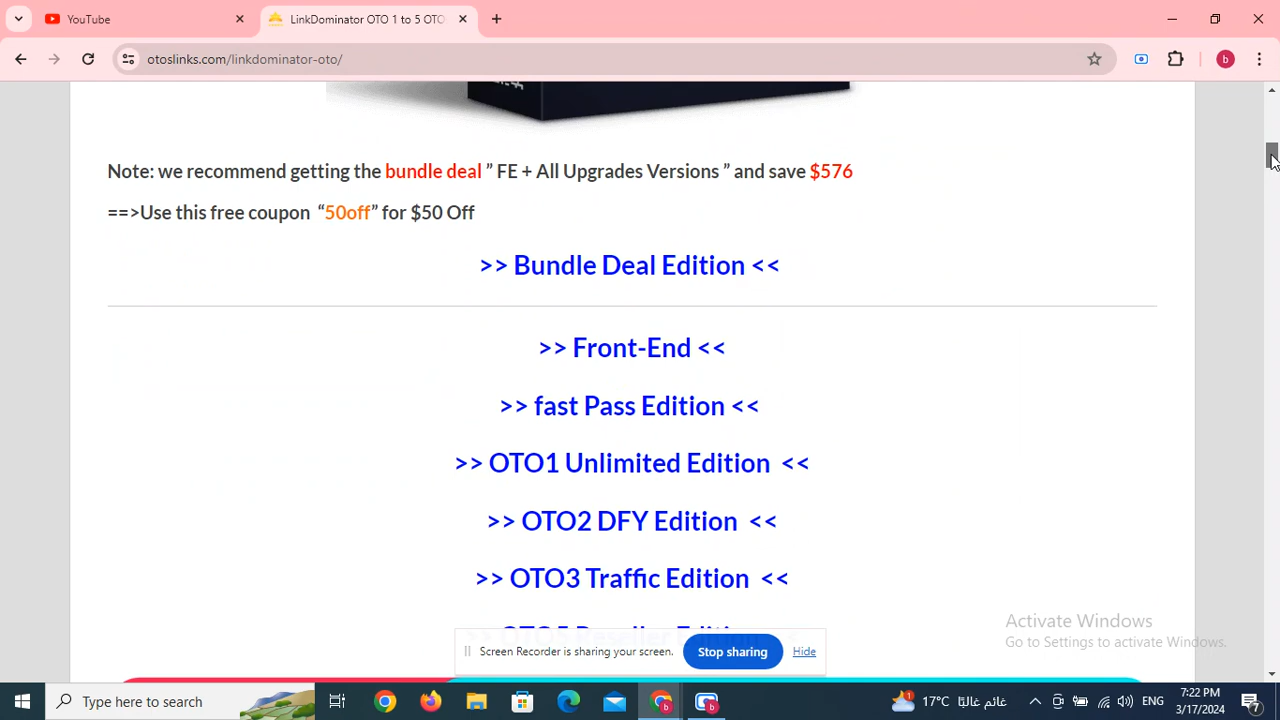 YouTube
LinkDominator OTO 1 to 5 OTO
otoslinks.com/linkdominator-oto/
b
Note: we recommend getting the bundle deal ” FE + All Upgrades Versions ” and save $576
==>Use this free coupon “50off” for $50 Off
>> Bundle Deal Edition <<
>> Front-End <<
>> fast Pass Edition <<
>> OTO1 Unlimited Edition <<
>> OTO2 DFY Edition <<
>> OTO3 Traffic Edition <<
>> OTO5 Reseller Edition <<
Screen Recorder is sharing your screen. Stop sharing Hide
Activate Windows
Go to Settings to activate Windows.
Type here to search
17°C غائم غالبًا
ENG
7:22 PM
3/17/2024
7